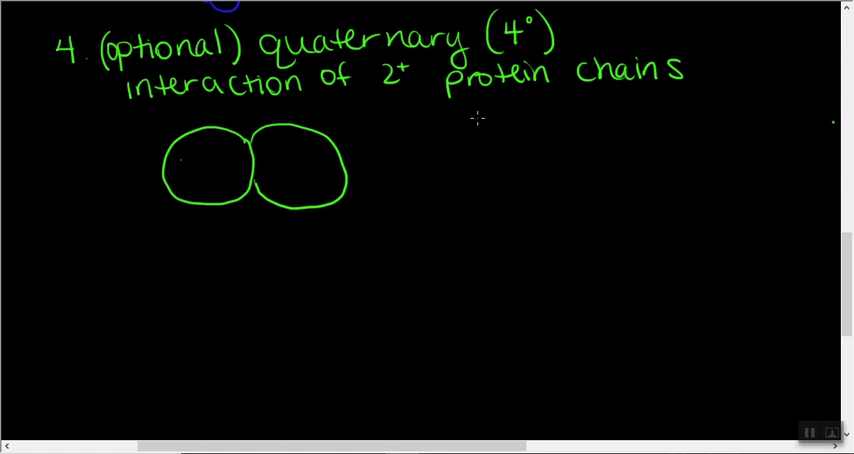 4. (optional) quaternary (4°)
interaction of 2+ protein chains